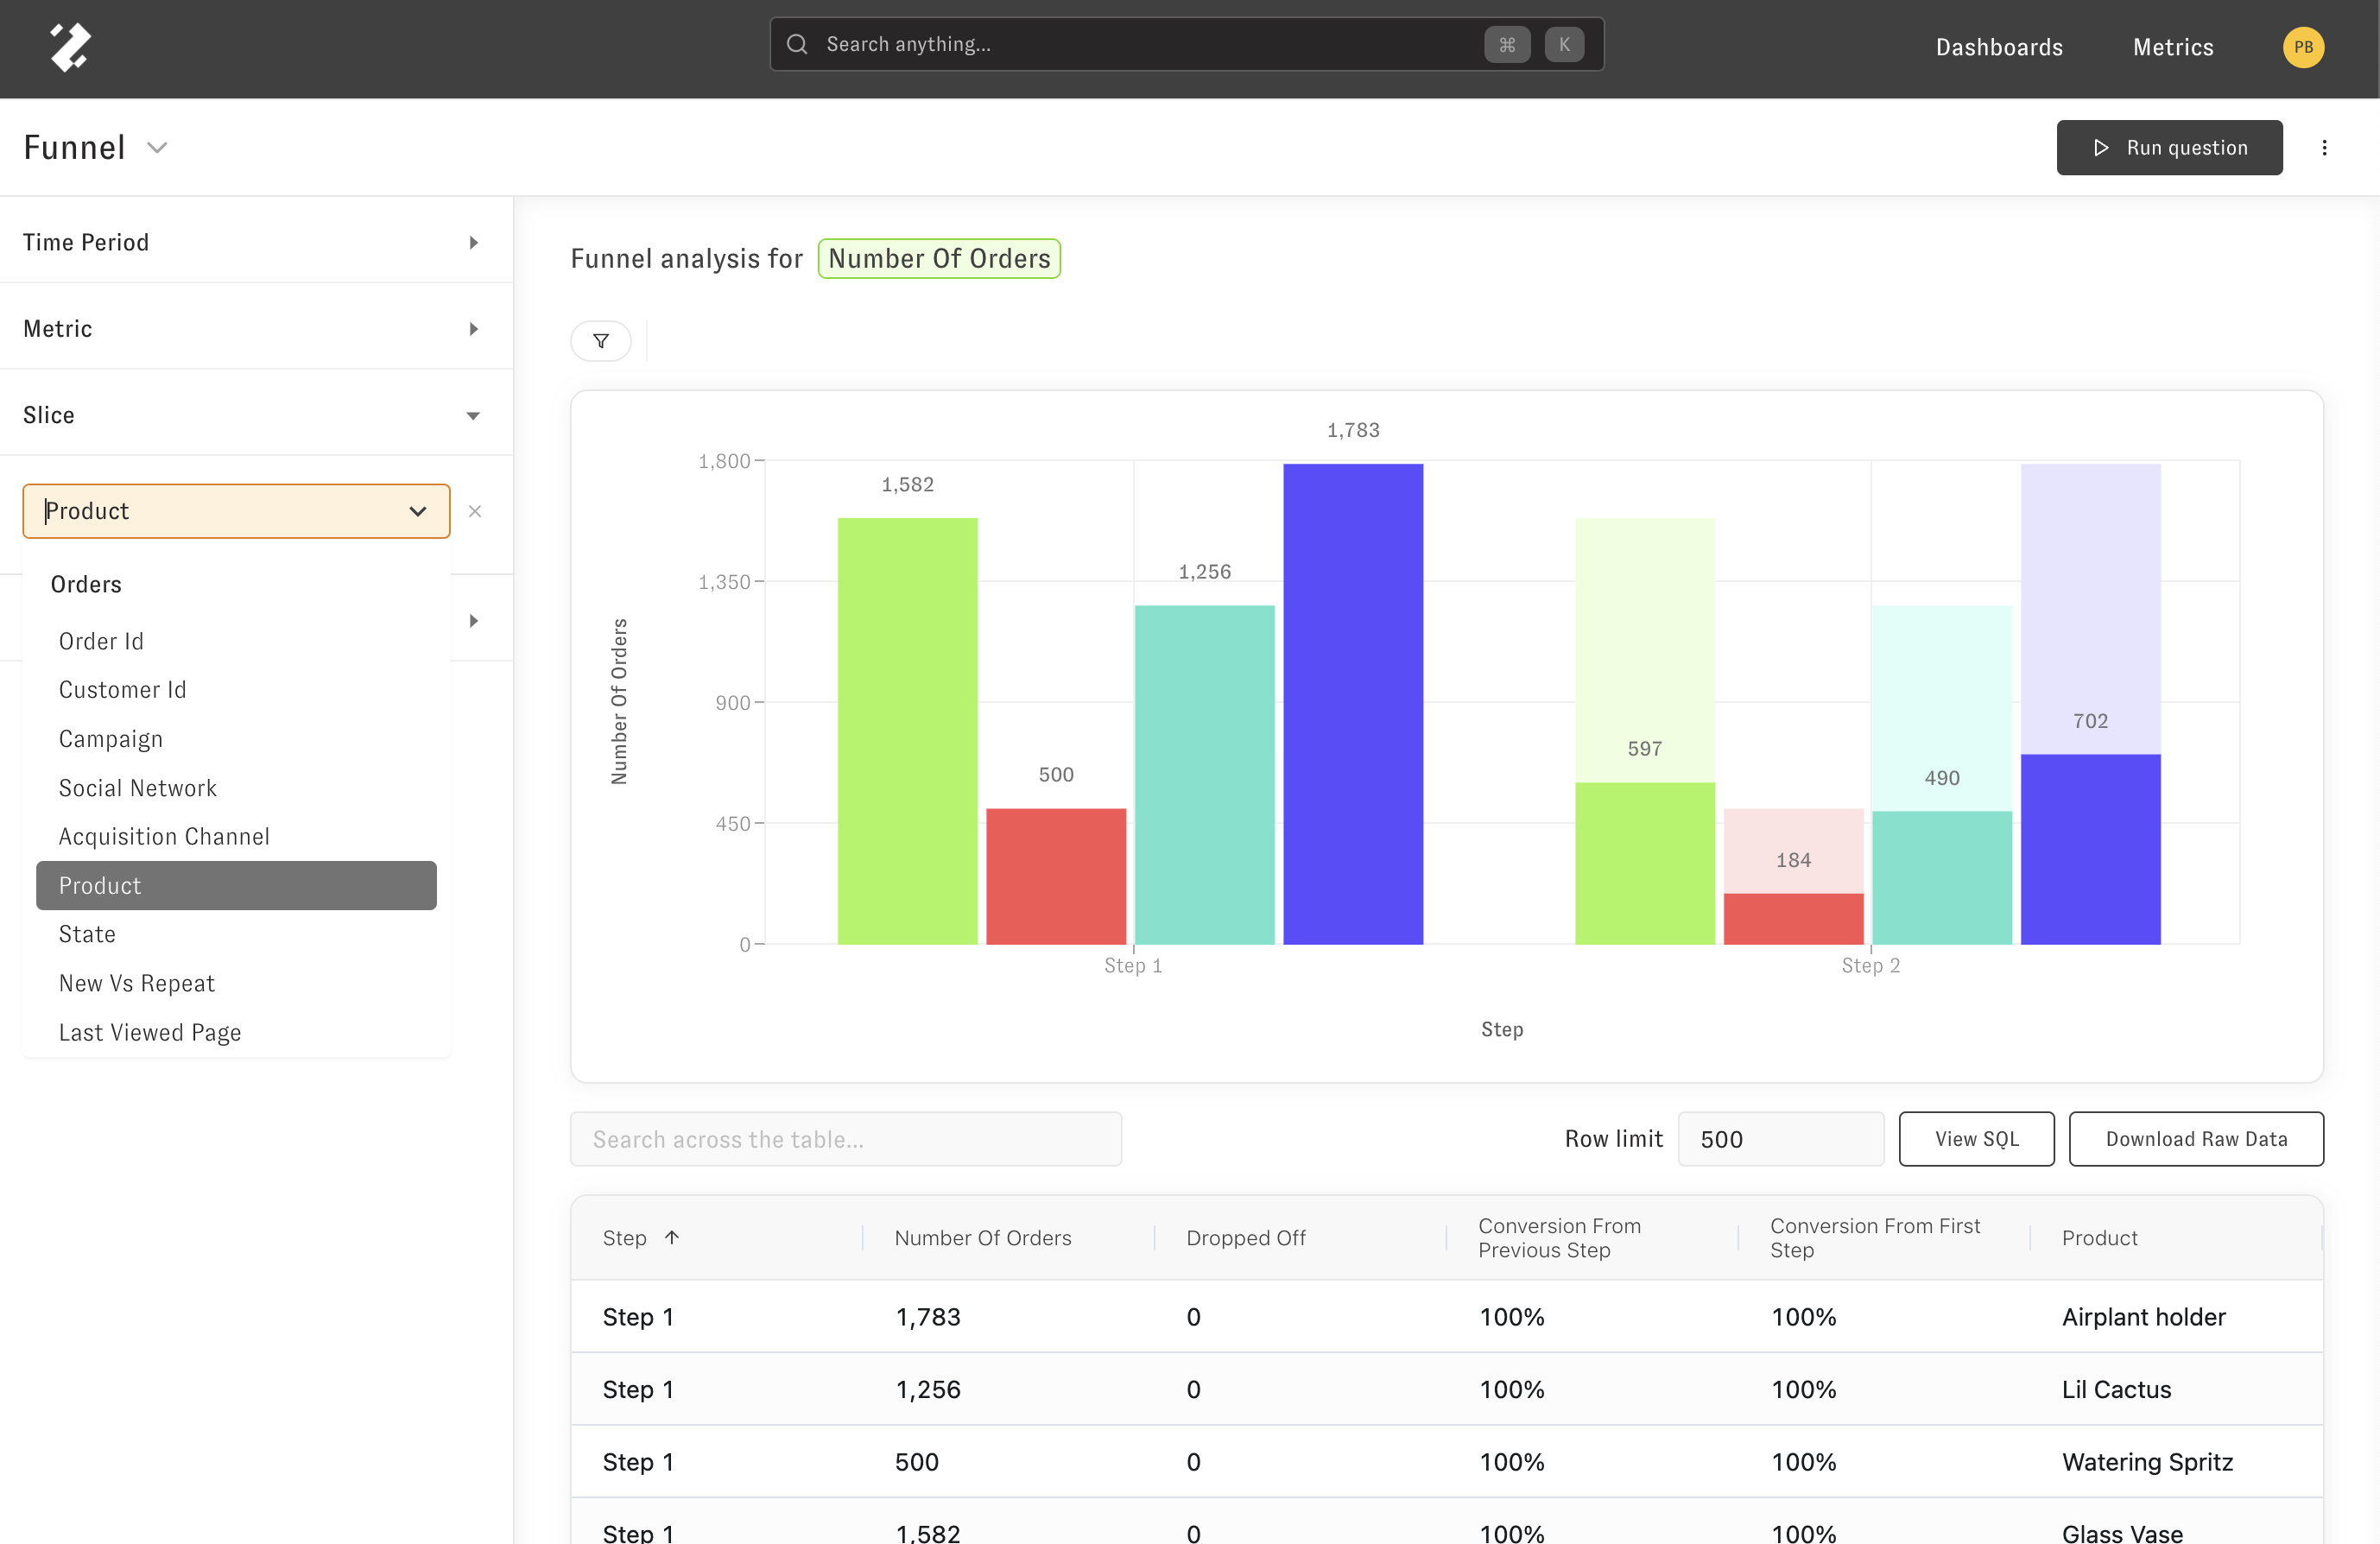 Search anything...
⌘ K
Dashboards
Metrics
PB
Funnel
Run question
Time Period
Metric
Slice
Product
Orders
Order Id
Customer Id
Campaign
Social Network
Acquisition Channel
Product
State
New Vs Repeat
Last Viewed Page
Funnel analysis for Number Of Orders
Number Of Orders
1,800
1,350
900
450
0
1,582
500
1,256
1,783
597
184
490
702
Step 1
Step 2
Step
Search across the table...
Row limit
500
View SQL
Download Raw Data
Step Number Of Orders Dropped Off Conversion From Previous Step Conversion From First Step Product
Step 1 1,783 0 100% 100% Airplant holder
Step 1 1,256 0 100% 100% Lil Cactus
Step 1 500 0 100% 100% Watering Spritz
Step 1 1,582 0 100% 100% Glass Vase